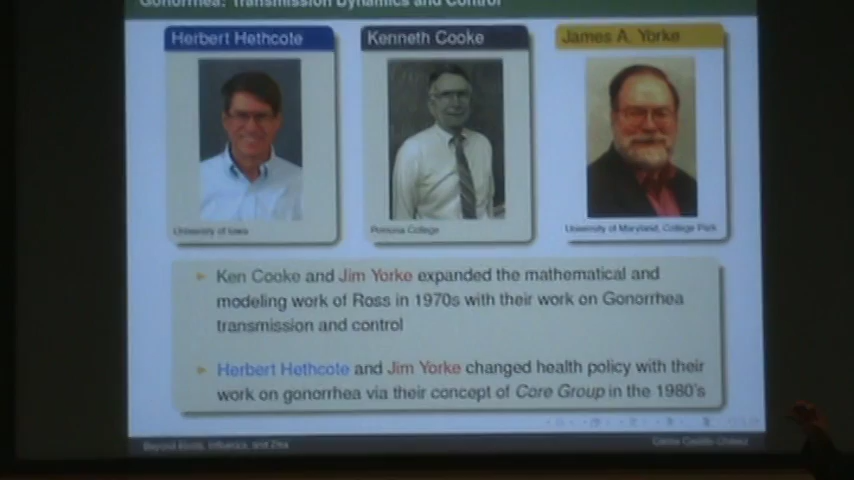 Gonorrhea: Transmission Dynamics and Control
Herbert Hethcote
Kenneth Cooke
James A. Yorke
University of Iowa
Pomona College
University of Maryland, College Park
Ken Cooke and Jim Yorke expanded the mathematical and
modeling work of Ross in 1970s with their work on Gonorrhea
transmission and control
Herbert Hethcote and Jim Yorke changed health policy with their
work on gonorrhea via their concept of Core Group in the 1980's
Beyond Ebola, Influenza, and Zika
Carlos Castillo-Chavez